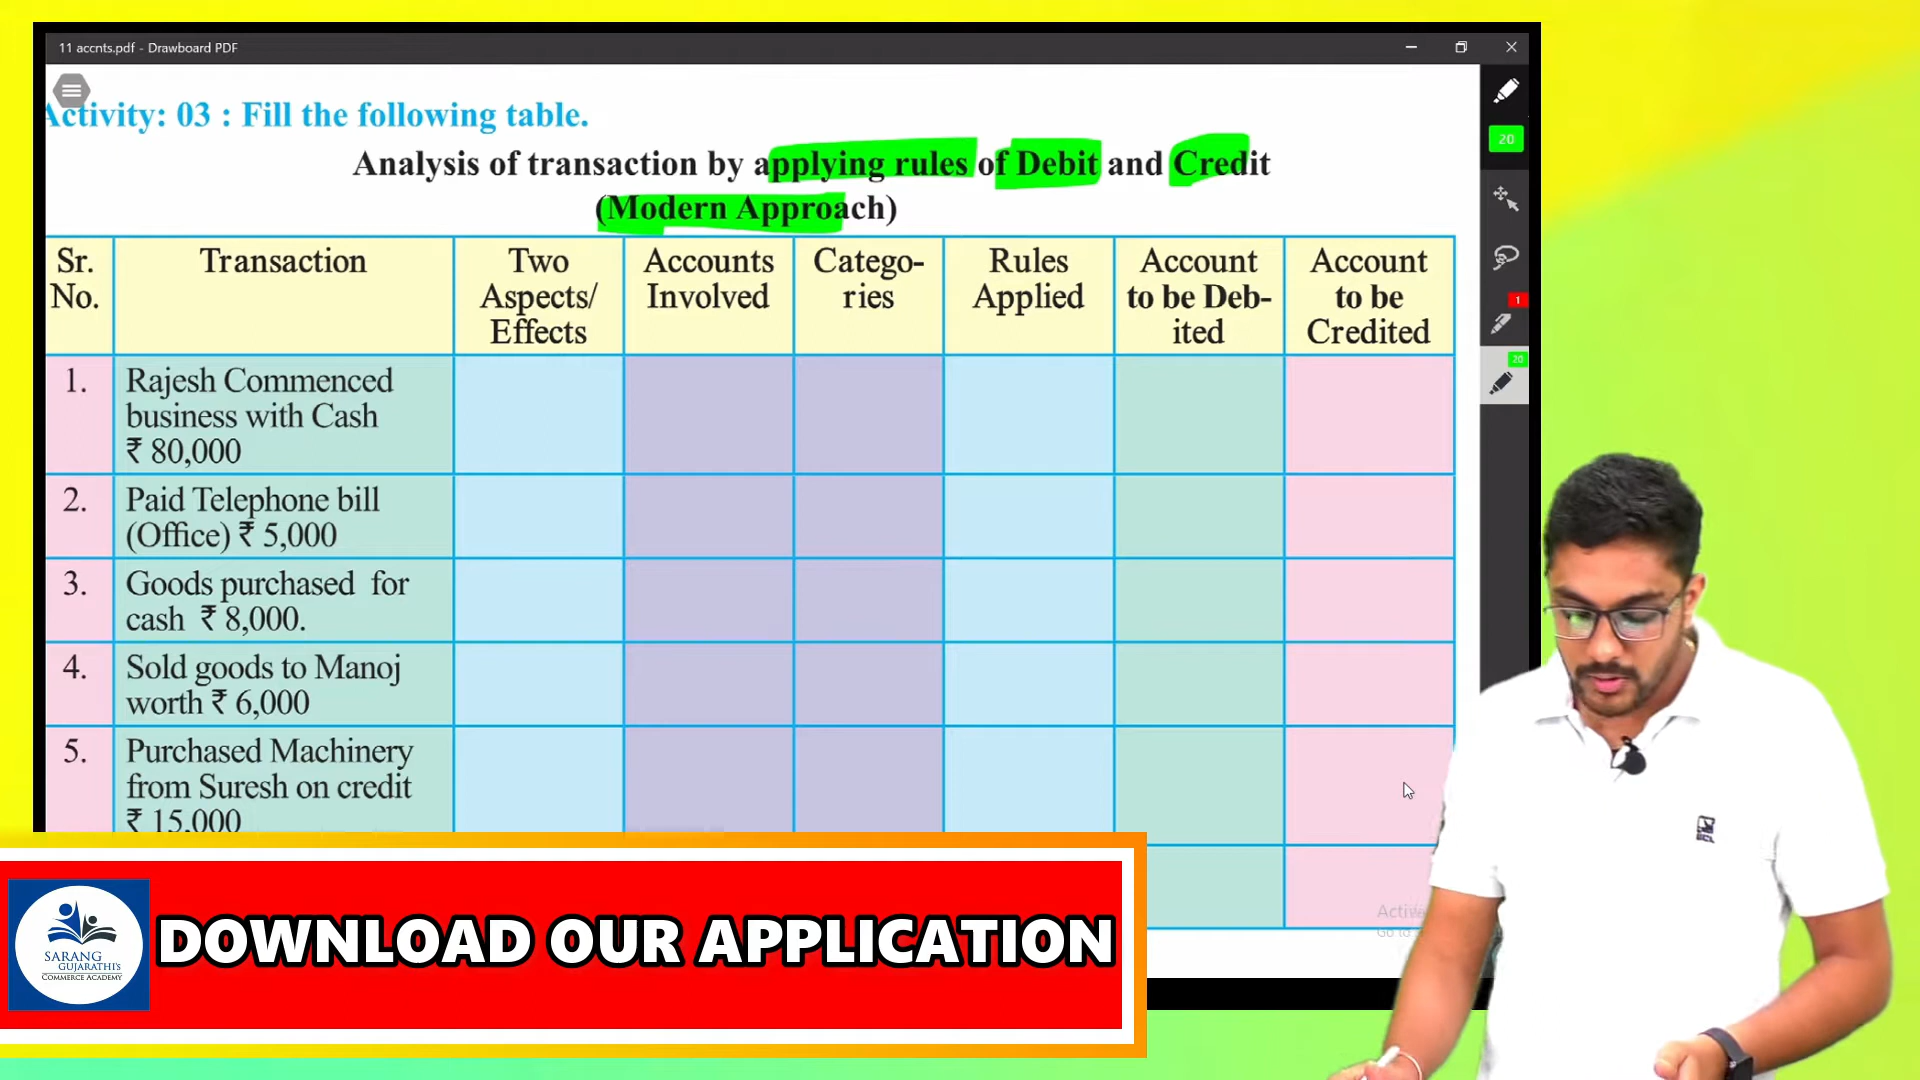 11 accnts.pdf - Drawboard PDF
Activity: 03 : Fill the following table.
20
Analysis of transaction by applying rules of Debit and Credit
(Modern Approach)
Sr.
No.
Transaction
Two
Aspects/
Effects
Accounts
Involved
Catego-
ries
Rules
Applied
Account
to be Deb-
ited
Account
to be
Credited
1
20
1.
Rajesh Commenced
business with Cash
₹ 80,000
2.
Paid Telephone bill
(Office) ₹ 5,000
3.
Goods purchased for
cash ₹ 8,000.
4.
Sold goods to Manoj
worth ₹ 6,000
5.
Purchased Machinery
from Suresh on credit
₹ 15,000
Go to
SARANG
GUJARATHI'S
COMMERCE ACADEMY
DOWNLOAD OUR APPLICATION